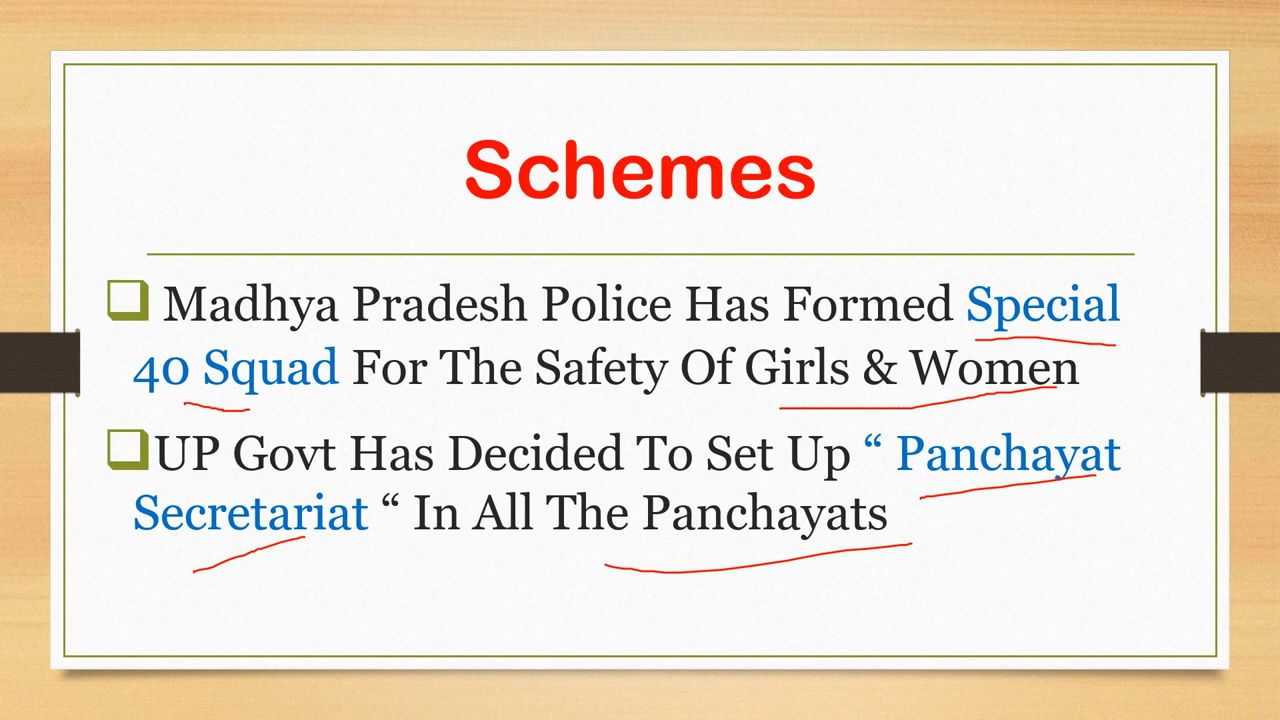 Schemes
Madhya Pradesh Police Has Formed Special
40 Squad For The Safety Of Girls & Women
UP Govt Has Decided To Set Up “ Panchayat
Secretariat “ In All The Panchayats